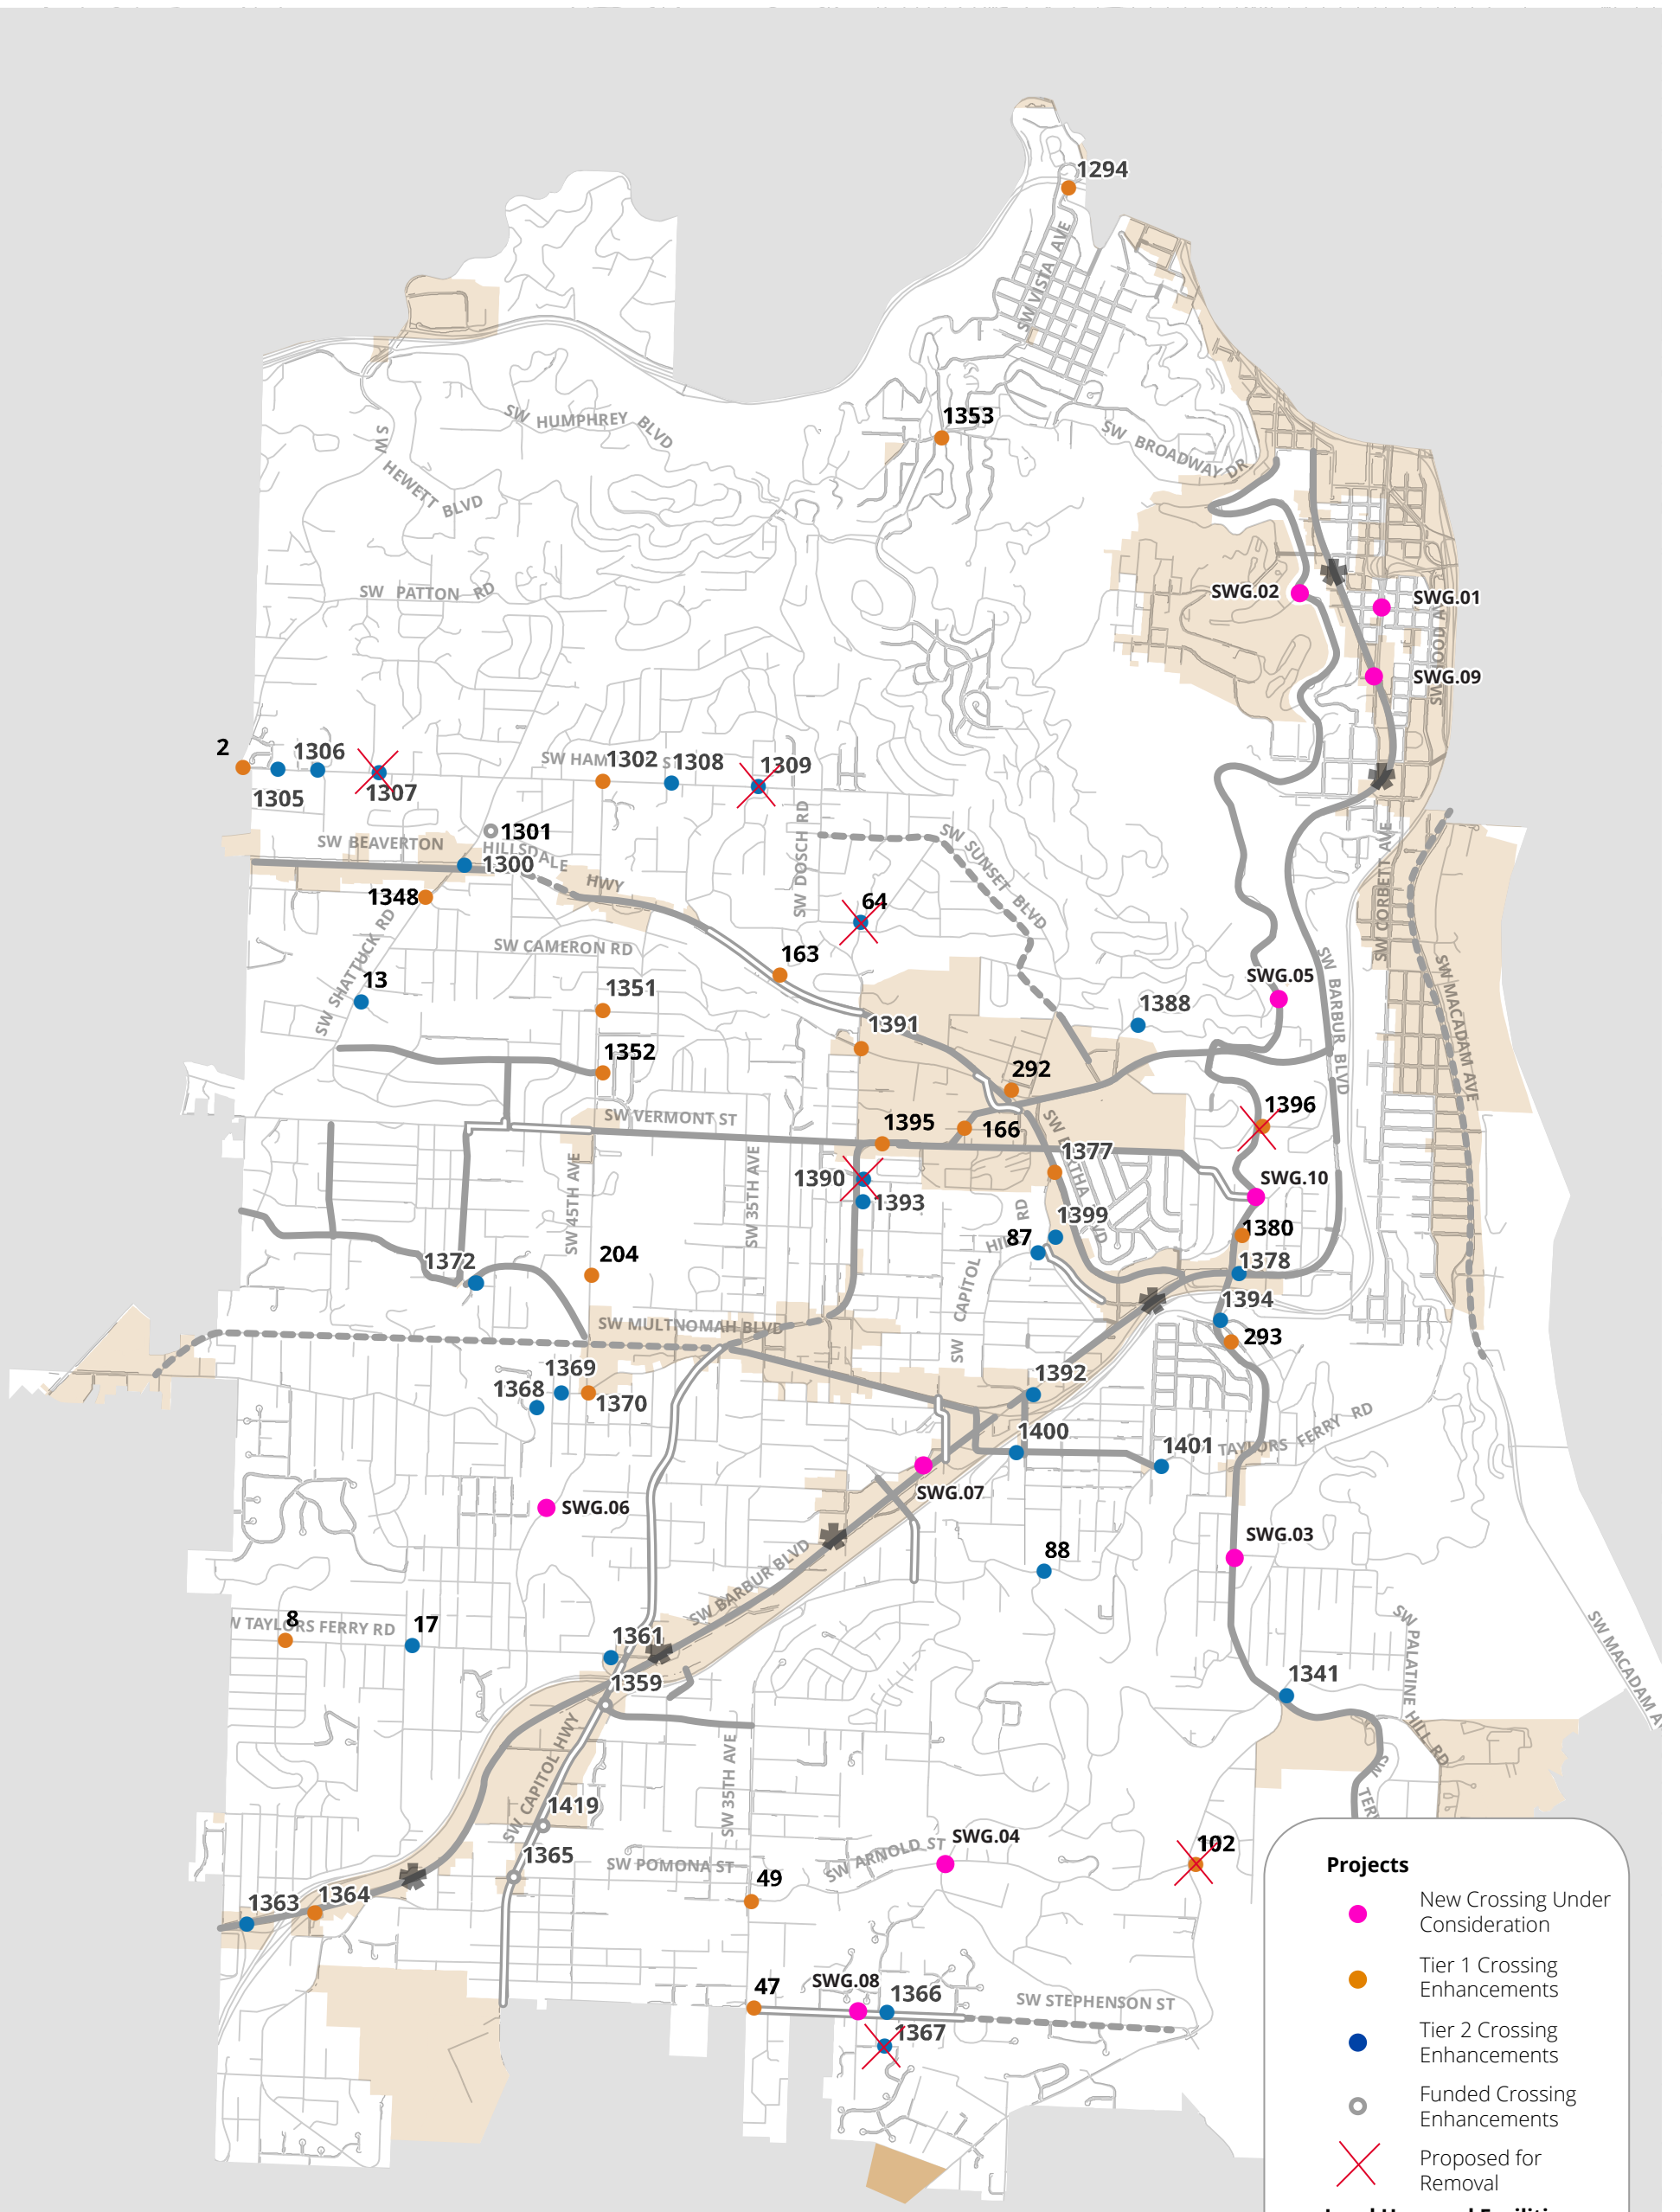 1294
SW VISTA AVE
1353
SW HUMPHREY BLVD
SW BROADWAY DR
SW HEWETT BLVD
SW PATTON RD
SWG.02
SWG.01
SWG.09
2
1306
1305
1307
SW HAM
1302
1308
1309
1301
SW BEAVERTON HILLSDALE HWY
1300
1348
SW DOSCH RD
SW SUNSET BLVD
64
SW CORBETT AVE
SW CAMERON RD
163
SW SHATTUCK RD
13
1351
SWG.05
SW BARBUR BLVD
SW MACADAM AVE
1388
1391
1352
292
1396
SW VERMONT ST
1395
166
1377
SW 45TH AVE
SW 35TH AVE
1390
1393
SWG.10
1399
1380
87
1378
SW CAPITOL HILL RD
1372
204
1394
SW MULTNOMAH BLVD
293
1369
1368
1370
1392
1400
1401
TAYLORS FERRY RD
SWG.07
SWG.06
SWG.03
88
SW BARBUR BLVD
8
W TAYLORS FERRY RD
17
1361
1359
SW PALATINE HILL RD
SW MACADAM A
1341
SW CAPITOL HWY
SW 35TH AVE
SW
TER
1419
1365
SW POMONA ST
SW ARNOLD ST
SWG.04
102
49
1363
1364
47
SWG.08
1366
SW STEPHENSON ST
1367
Projects
New Crossing Under
Consideration
Tier 1 Crossing
Enhancements
Tier 2 Crossing
Enhancements
Funded Crossing
Enhancements
Proposed for
Removal